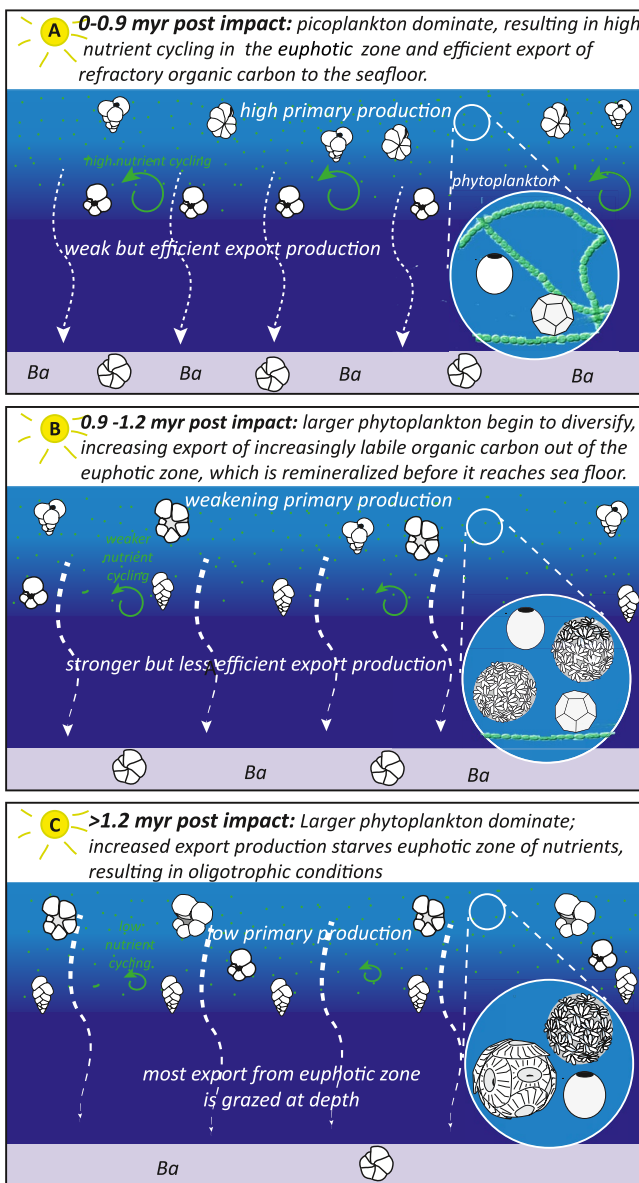 A
0-0.9 myr post impact: picoplankton dominate, resulting in high
nutrient cycling in the euphotic zone and efficient export of
refractory organic carbon to the seafloor.
high primary production
high nutrient cycling
phytoplankton
weak but efficient export production
Ba
Ba
Ba
Ba
B
0.9 -1.2 myr post impact: larger phytoplankton begin to diversify,
increasing export of increasingly labile organic carbon out of the
euphotic zone, which is remineralized before it reaches sea floor.
weakening primary production
weaker
nutrient
cycling
stronger but less efficient export production
A
Ba
Ba
C
>1.2 myr post impact: Larger phytoplankton dominate;
increased export production starves euphotic zone of nutrients,
resulting in oligotrophic conditions
low primary production
low
nutrient
cycling.
most export from euphotic zone
is grazed at depth
Ba